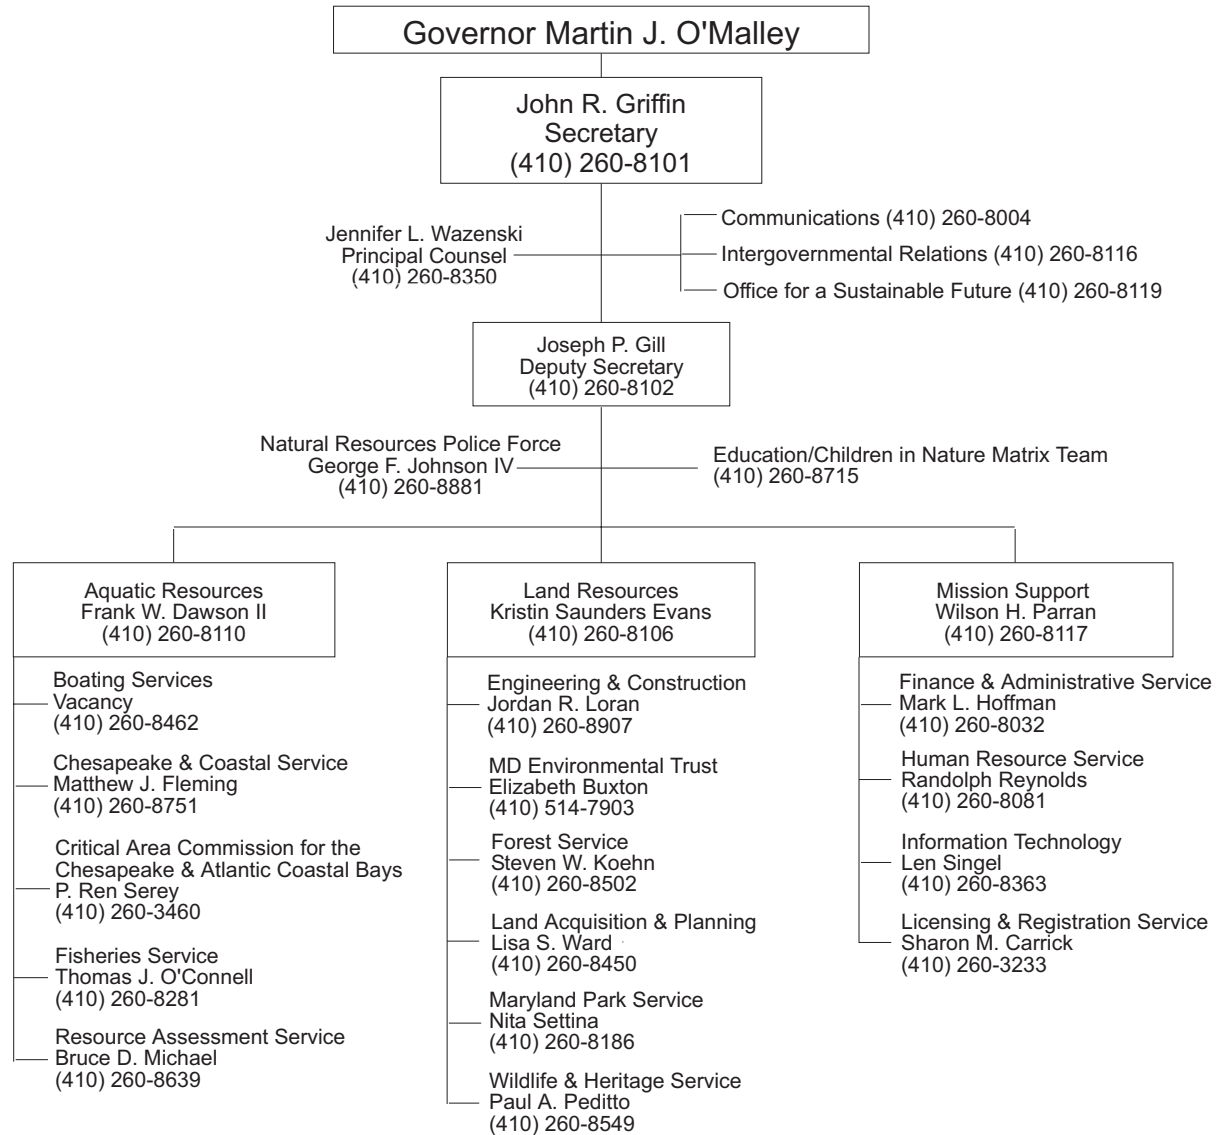 Governor Martin J. O'Malley
John R. Griffin
Secretary
(410) 260-8101
Jennifer L. Wazenski
Principal Counsel
(410) 260-8350
Communications (410) 260-8004
Intergovernmental Relations (410) 260-8116
Office for a Sustainable Future (410) 260-8119
Joseph P. Gill
Deputy Secretary
(410) 260-8102
Natural Resources Police Force
George F. Johnson IV
(410) 260-8881
Education/Children in Nature Matrix Team
(410) 260-8715
Aquatic Resources
Frank W. Dawson II
(410) 260-8110
Boating Services
Vacancy
(410) 260-8462
Chesapeake & Coastal Service
Matthew J. Fleming
(410) 260-8751
Critical Area Commission for the
Chesapeake & Atlantic Coastal Bays
P. Ren Serey
(410) 260-3460
Fisheries Service
Thomas J. O'Connell
(410) 260-8281
Resource Assessment Service
Bruce D. Michael
(410) 260-8639
Land Resources
Kristin Saunders Evans
(410) 260-8106
Engineering & Construction
Jordan R. Loran
(410) 260-8907
MD Environmental Trust
Elizabeth Buxton
(410) 514-7903
Forest Service
Steven W. Koehn
(410) 260-8502
Land Acquisition & Planning
Lisa S. Ward
(410) 260-8450
Maryland Park Service
Nita Settina
(410) 260-8186
Wildlife & Heritage Service
Paul A. Peditto
(410) 260-8549
Mission Support
Wilson H. Parran
(410) 260-8117
Finance & Administrative Service
Mark L. Hoffman
(410) 260-8032
Human Resource Service
Randolph Reynolds
(410) 260-8081
Information Technology
Len Singel
(410) 260-8363
Licensing & Registration Service
Sharon M. Carrick
(410) 260-3233